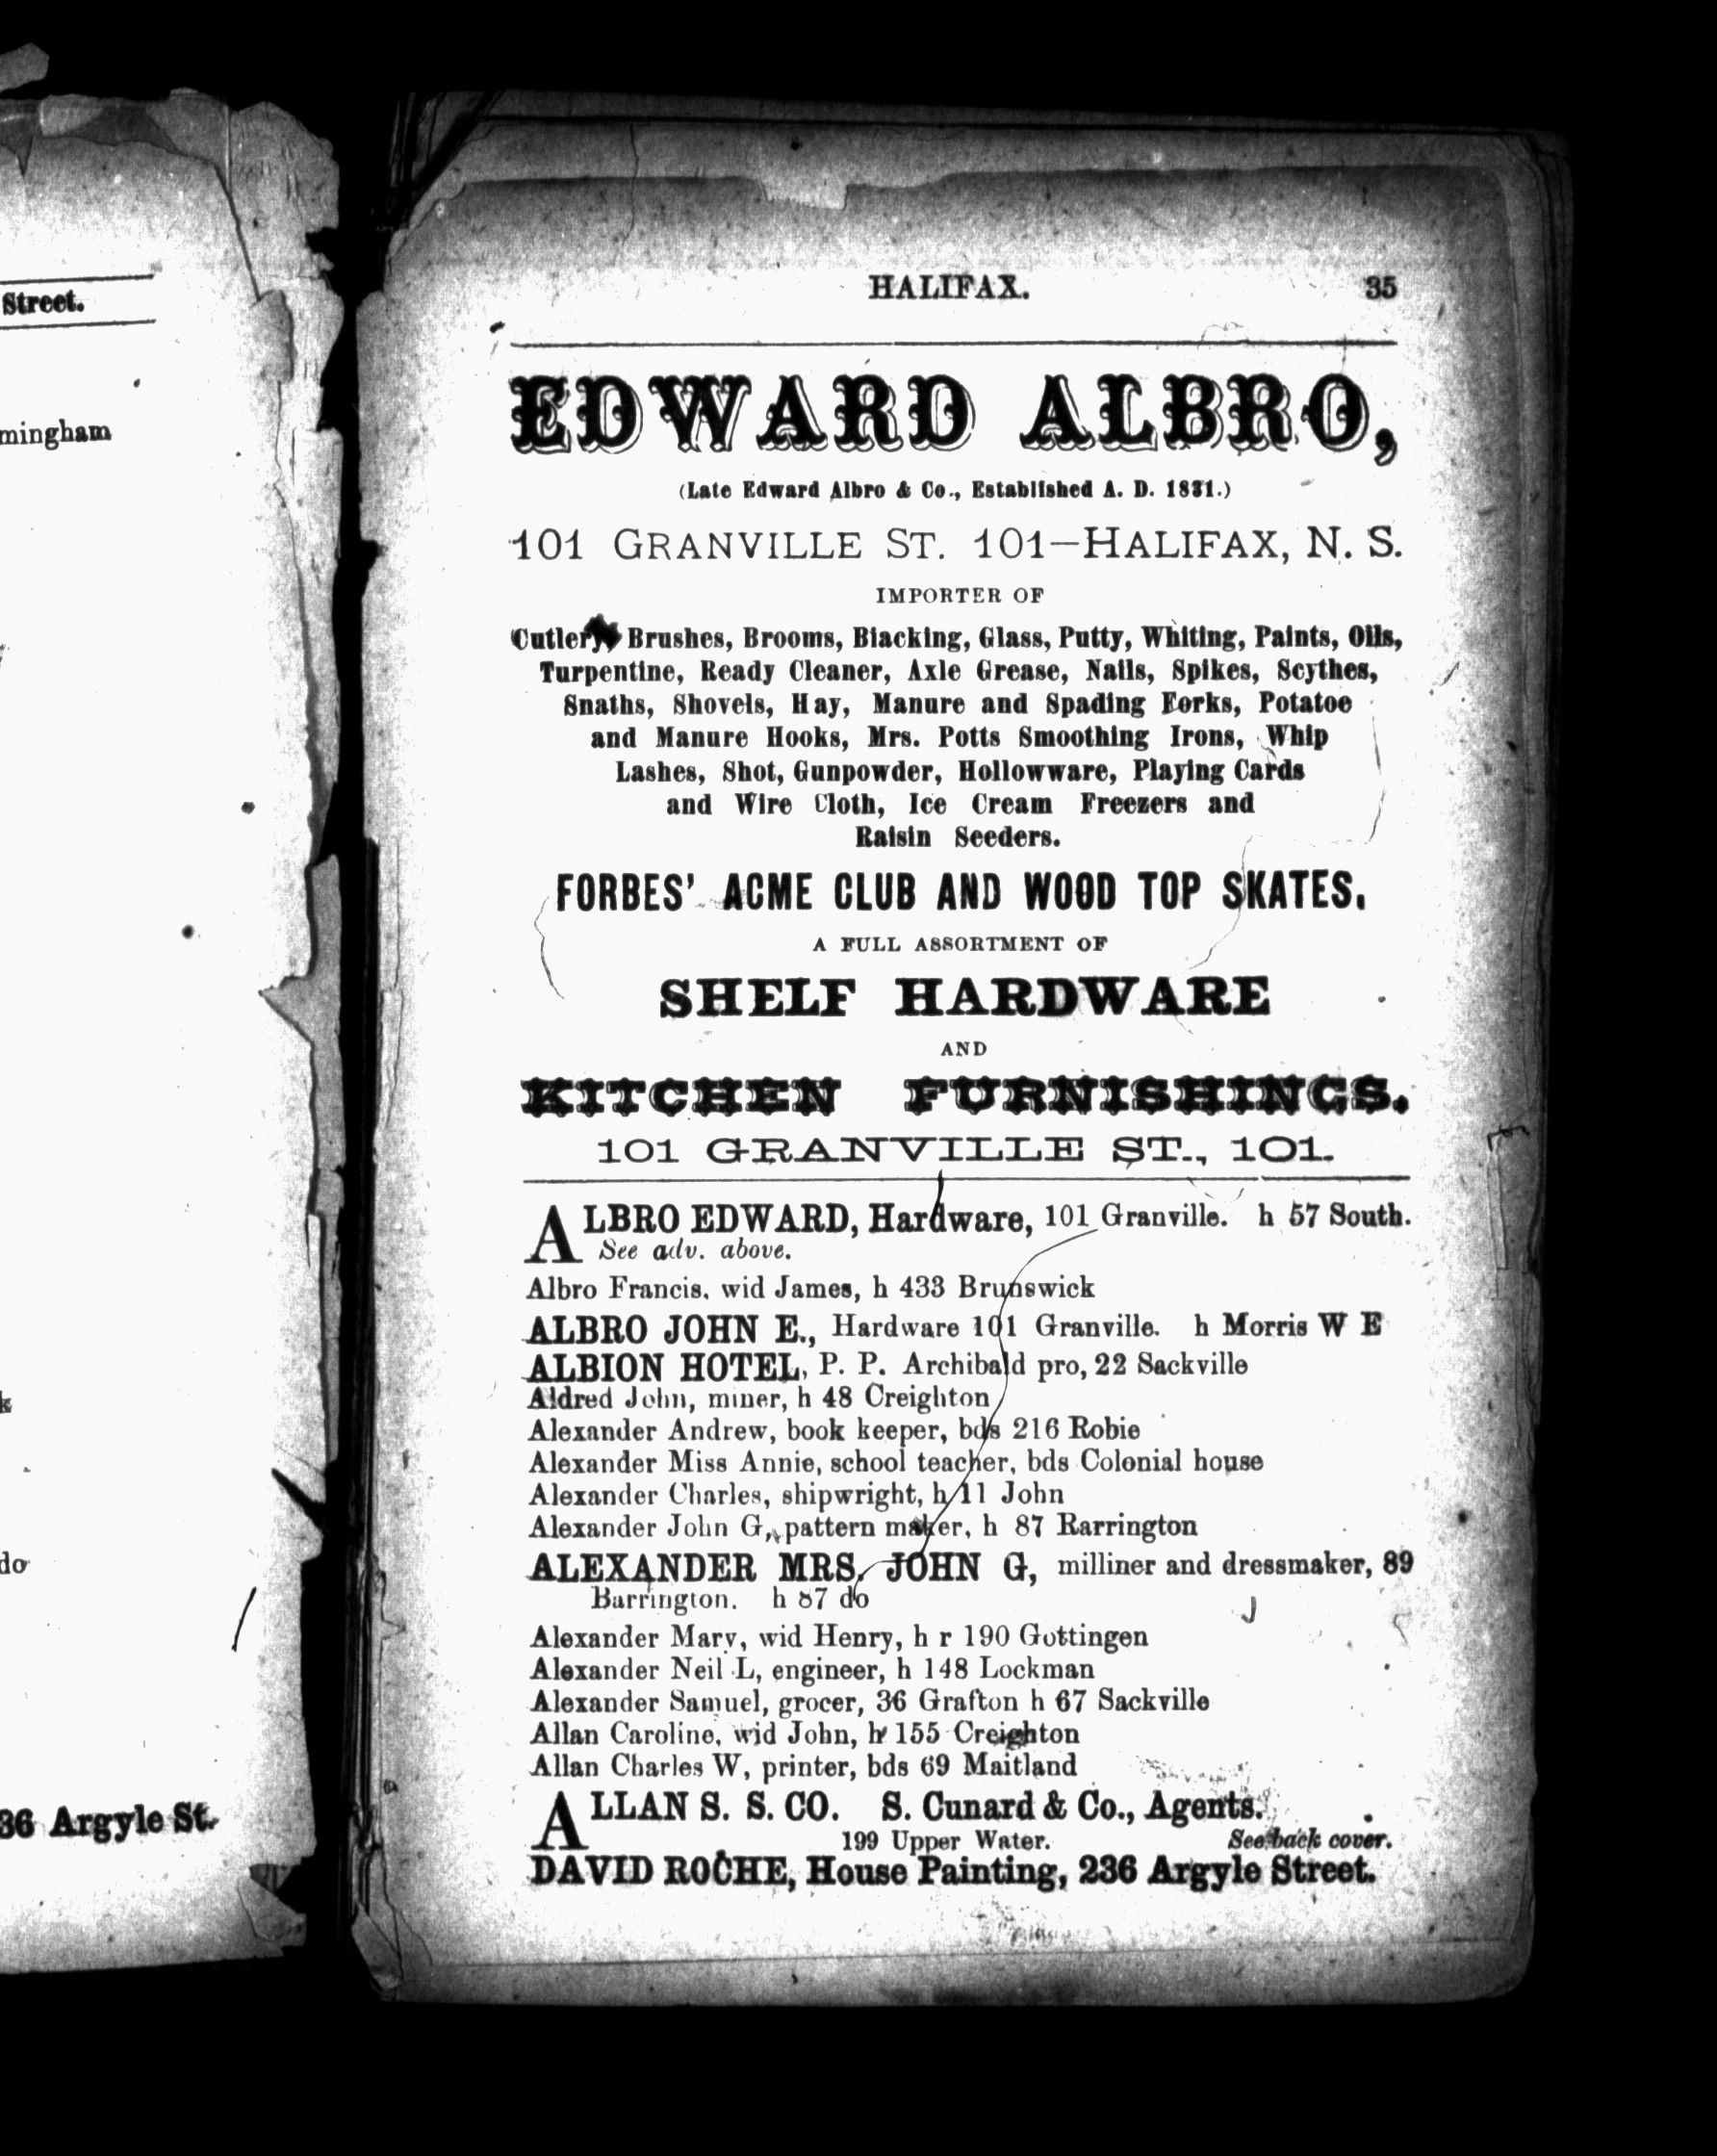 Street.
mingham
k
do
36 Argyle St.
HALIFAX. 35
EDWARD ALBRO,
(Late Edward Albro & Co., Established A. D. 1831.)
101 GRANVILLE ST. 101—HALIFAX, N. S.
IMPORTER OF
Cutlery, Brushes, Brooms, Blacking, Glass, Putty, Whiting, Paints, Oils,
Turpentine, Ready Cleaner, Axle Grease, Nails, Spikes, Scythes,
Snaths, Shovels, Hay, Manure and Spading Forks, Potatoe
and Manure Hooks, Mrs. Potts Smoothing Irons, Whip
Lashes, Shot, Gunpowder, Hollowware, Playing Cards
and Wire Cloth, Ice Cream Freezers and
Raisin Seeders.
FORBES' ACME CLUB AND WOOD TOP SKATES.
A FULL ASSORTMENT OF
SHELF HARDWARE
AND
KITCHEN FURNISHINGS.
101 GRANVILLE ST., 101.
ALBRO EDWARD, Hardware, 101 Granville. h 57 South.
See adv. above.
Albro Francis, wid James, h 433 Brunswick
ALBRO JOHN E., Hardware 101 Granville. h Morris W E
ALBION HOTEL, P. P. Archibald pro, 22 Sackville
Aldred John, miner, h 48 Creighton
Alexander Andrew, book keeper, bds 216 Robie
Alexander Miss Annie, school teacher, bds Colonial house
Alexander Charles, shipwright, h 11 John
Alexander John G, pattern maker, h 87 Barrington
ALEXANDER MRS. JOHN G, milliner and dressmaker, 89
Barrington. h 87 do
Alexander Mary, wid Henry, h r 190 Gottingen
Alexander Neil L, engineer, h 148 Lockman
Alexander Samuel, grocer, 36 Grafton h 67 Sackville
Allan Caroline, wid John, h 155 Creighton
Allan Charles W, printer, bds 69 Maitland
ALLAN S. S. CO. S. Cunard & Co., Agents.
199 Upper Water. See back cover.
DAVID ROCHE, House Painting, 236 Argyle Street.